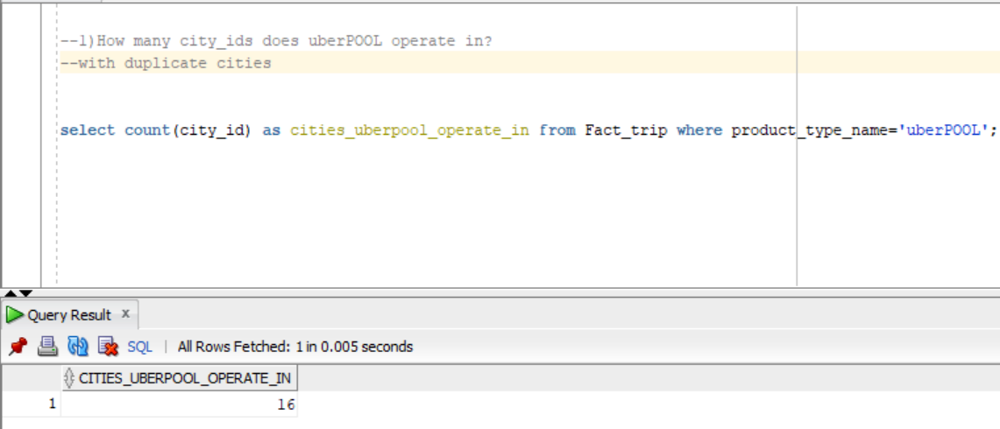 --1)How many city_ids does uberPOOL operate in?
--with duplicate cities
select count(city_id) as cities_uberpool_operate_in from Fact_trip where product_type_name='uberPOOL';
Query Result x
SQL | All Rows Fetched: 1 in 0.005 seconds
CITIES_UBERPOOL_OPERATE_IN
1 16